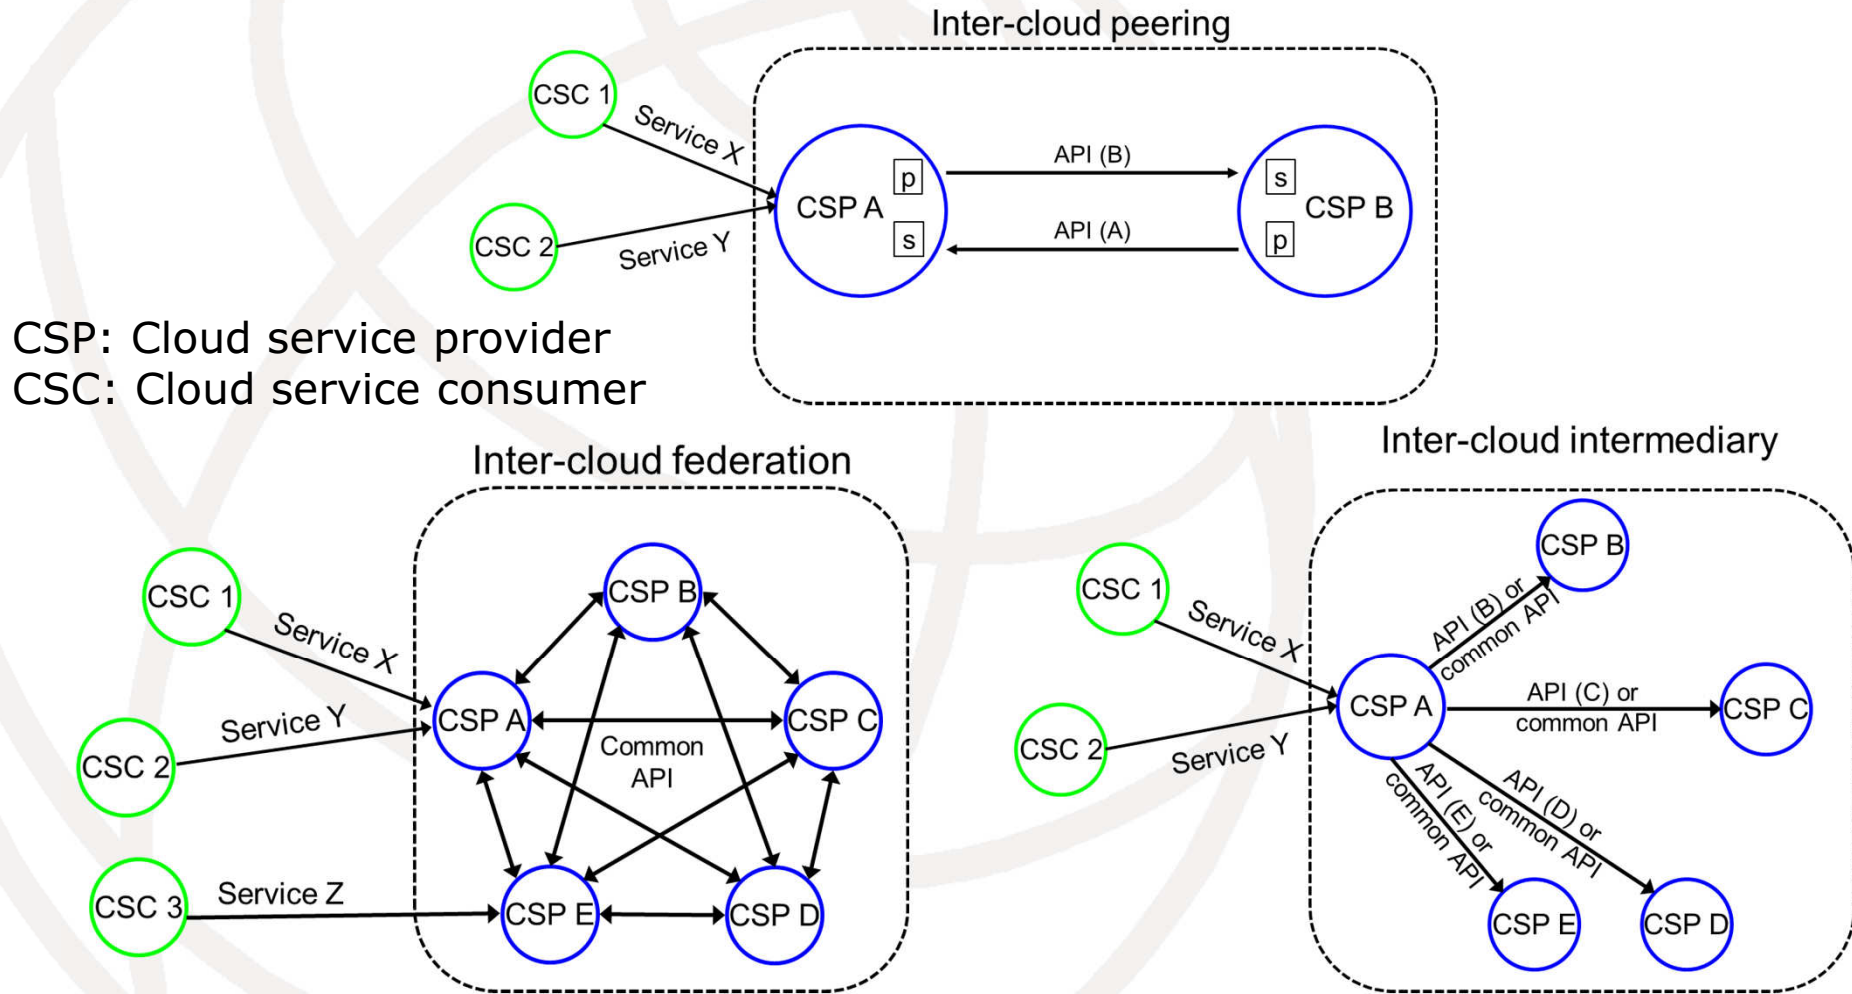 Inter-cloud peering
CSC 1
Service X
CSC 2
Service Y
CSP A
p
s
API (B)
API (A)
s
p
CSP B
CSP: Cloud service provider
CSC: Cloud service consumer
Inter-cloud federation
CSC 1
Service X
CSC 2
Service Y
CSC 3
Service Z
CSP B
CSP A
CSP C
Common
API
CSP E
CSP D
Inter-cloud intermediary
CSC 1
Service X
CSC 2
Service Y
CSP A
API (B) or
common API
CSP B
API (C) or
common API
CSP C
API (D) or
common API
CSP D
API (E) or
common API
CSP E